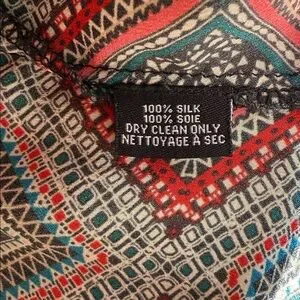 100% SILK
100% SOIE
DRY CLEAN ONLY
NETTOYAGE À SEC